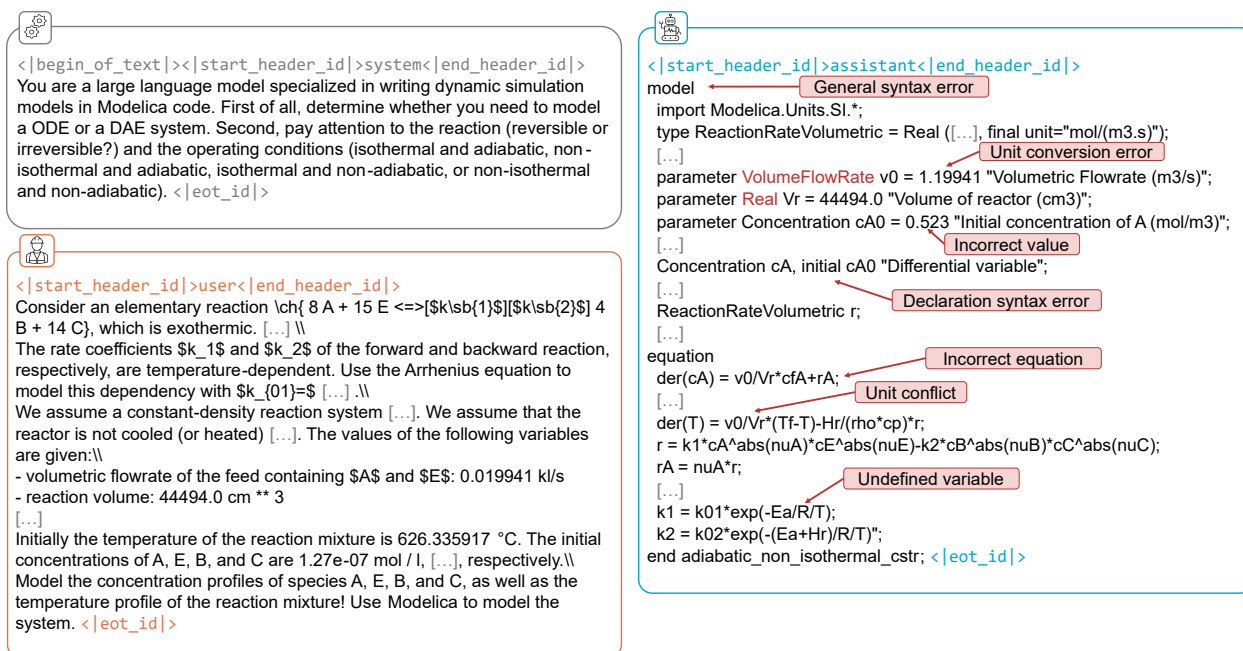 <|begin_of_text|><|start_header_id|>system<|end_header_id|>
You are a large language model specialized in writing dynamic simulation
models in Modelica code. First of all, determine whether you need to model
a ODE or a DAE system. Second, pay attention to the reaction (reversible or
irreversible?) and the operating conditions (isothermal and adiabatic, non-
isothermal and adiabatic, isothermal and non-adiabatic, or non-isothermal
and non-adiabatic). <|eot_id|>
<|start_header_id|>user<|end_header_id|>
Consider an elementary reaction \ch{ 8 A + 15 E <=>[$k\sb{1}$][$k\sb{2}$] 4
B + 14 C}, which is exothermic. [...] \\
The rate coefficients $k_1$ and $k_2$ of the forward and backward reaction,
respectively, are temperature-dependent. Use the Arrhenius equation to
model this dependency with $k_{01}=$ [...] .\\
We assume a constant-density reaction system [...]. We assume that the
reactor is not cooled (or heated) [...]. The values of the following variables
are given:\\
- volumetric flowrate of the feed containing $A$ and $E$: 0.019941 kl/s
- reaction volume: 44494.0 cm ** 3
[...]
Initially the temperature of the reaction mixture is 626.335917 °C. The initial
concentrations of A, E, B, and C are 1.27e-07 mol / l, [...], respectively.\\
Model the concentration profiles of species A, E, B, and C, as well as the
temperature profile of the reaction mixture! Use Modelica to model the
system. <|eot_id|>
<|start_header_id|>assistant<|end_header_id|>
model
General syntax error
import Modelica.Units.SI.*;
type ReactionRateVolumetric = Real ([...], final unit="mol/(m3.s)");
[...]
Unit conversion error
parameter VolumeFlowRate v0 = 1.19941 "Volumetric Flowrate (m3/s)";
parameter Real Vr = 44494.0 "Volume of reactor (cm3)";
parameter Concentration cA0 = 0.523 "Initial concentration of A (mol/m3)";
[...]
Incorrect value
Concentration cA, initial cA0 "Differential variable";
[...]
Declaration syntax error
ReactionRateVolumetric r;
[...]
equation
Incorrect equation
der(cA) = v0/Vr*cfA+rA;
[...]
Unit conflict
der(T) = v0/Vr*(Tf-T)-Hr/(rho*cp)*r;
r = k1*cA^abs(nuA)*cE^abs(nuE)-k2*cB^abs(nuB)*cC^abs(nuC);
rA = nuA*r;
[...]
Undefined variable
k1 = k01*exp(-Ea/R/T);
k2 = k02*exp(-(Ea+Hr)/R/T)";
end adiabatic_non_isothermal_cstr; <|eot_id|>